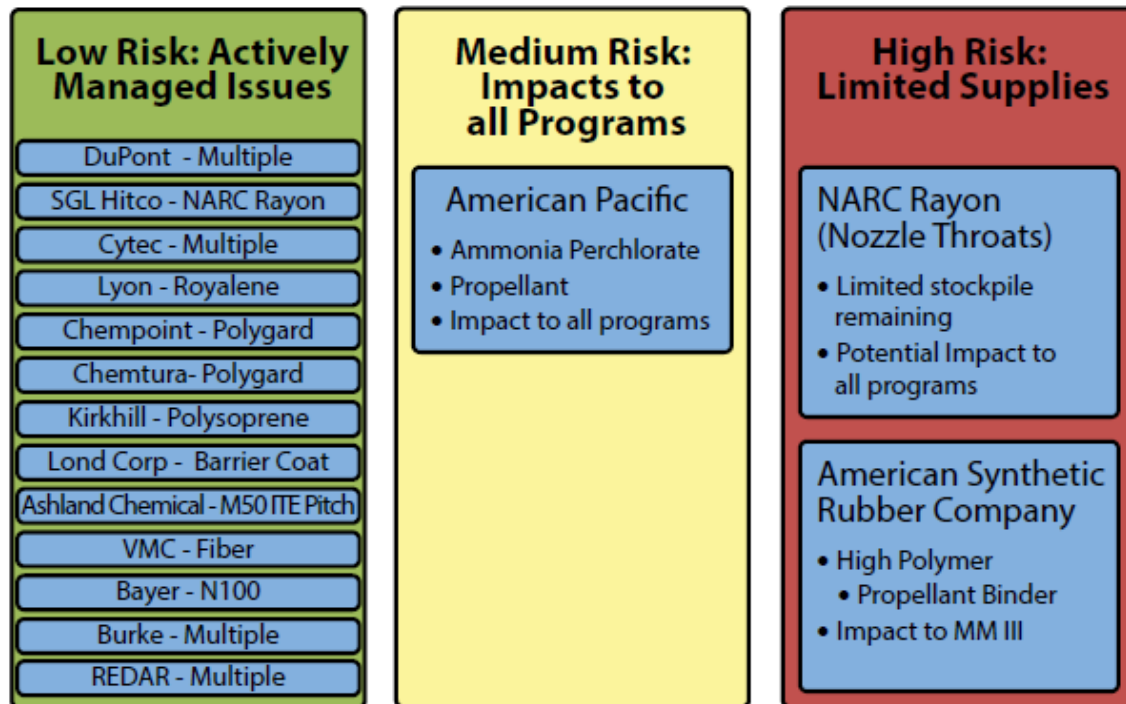 Low Risk: Actively
Managed Issues
DuPont - Multiple
SGL Hitco - NARC Rayon
Cytec - Multiple
Lyon - Royalene
Chempoint - Polygard
Chemtura- Polygard
Kirkhill - Polysoprene
Lond Corp - Barrier Coat
Ashland Chemical - M50 ITE Pitch
VMC - Fiber
Bayer - N100
Burke - Multiple
REDAR - Multiple
Medium Risk:
Impacts to
all Programs
American Pacific
• Ammonia Perchlorate
• Propellant
• Impact to all programs
High Risk:
Limited Supplies
NARC Rayon
(Nozzle Throats)
• Limited stockpile
remaining
• Potential Impact to
all programs
American Synthetic
Rubber Company
• High Polymer
• Propellant Binder
• Impact to MM III